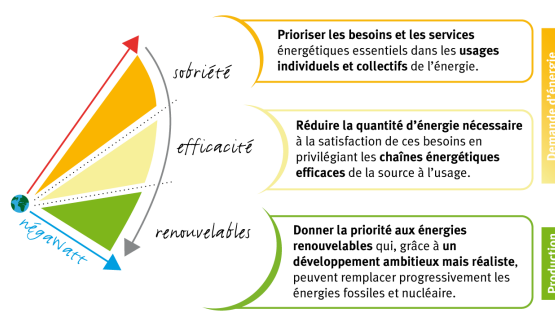 Prioriser les besoins et les services
énergétiques essentiels dans les usages
individuels et collectifs de l'énergie.
sobriété
Demande d'énergie
Réduire la quantité d'énergie nécessaire
à la satisfaction de ces besoins en
privilégiant les chaînes énergétiques
efficaces de la source à l'usage.
efficacité
Donner la priorité aux énergies
renouvelables qui, grâce à un
développement ambitieux mais réaliste,
peuvent remplacer progressivement les
énergies fossiles et nucléaire.
renouvelables
Production
négaWatt